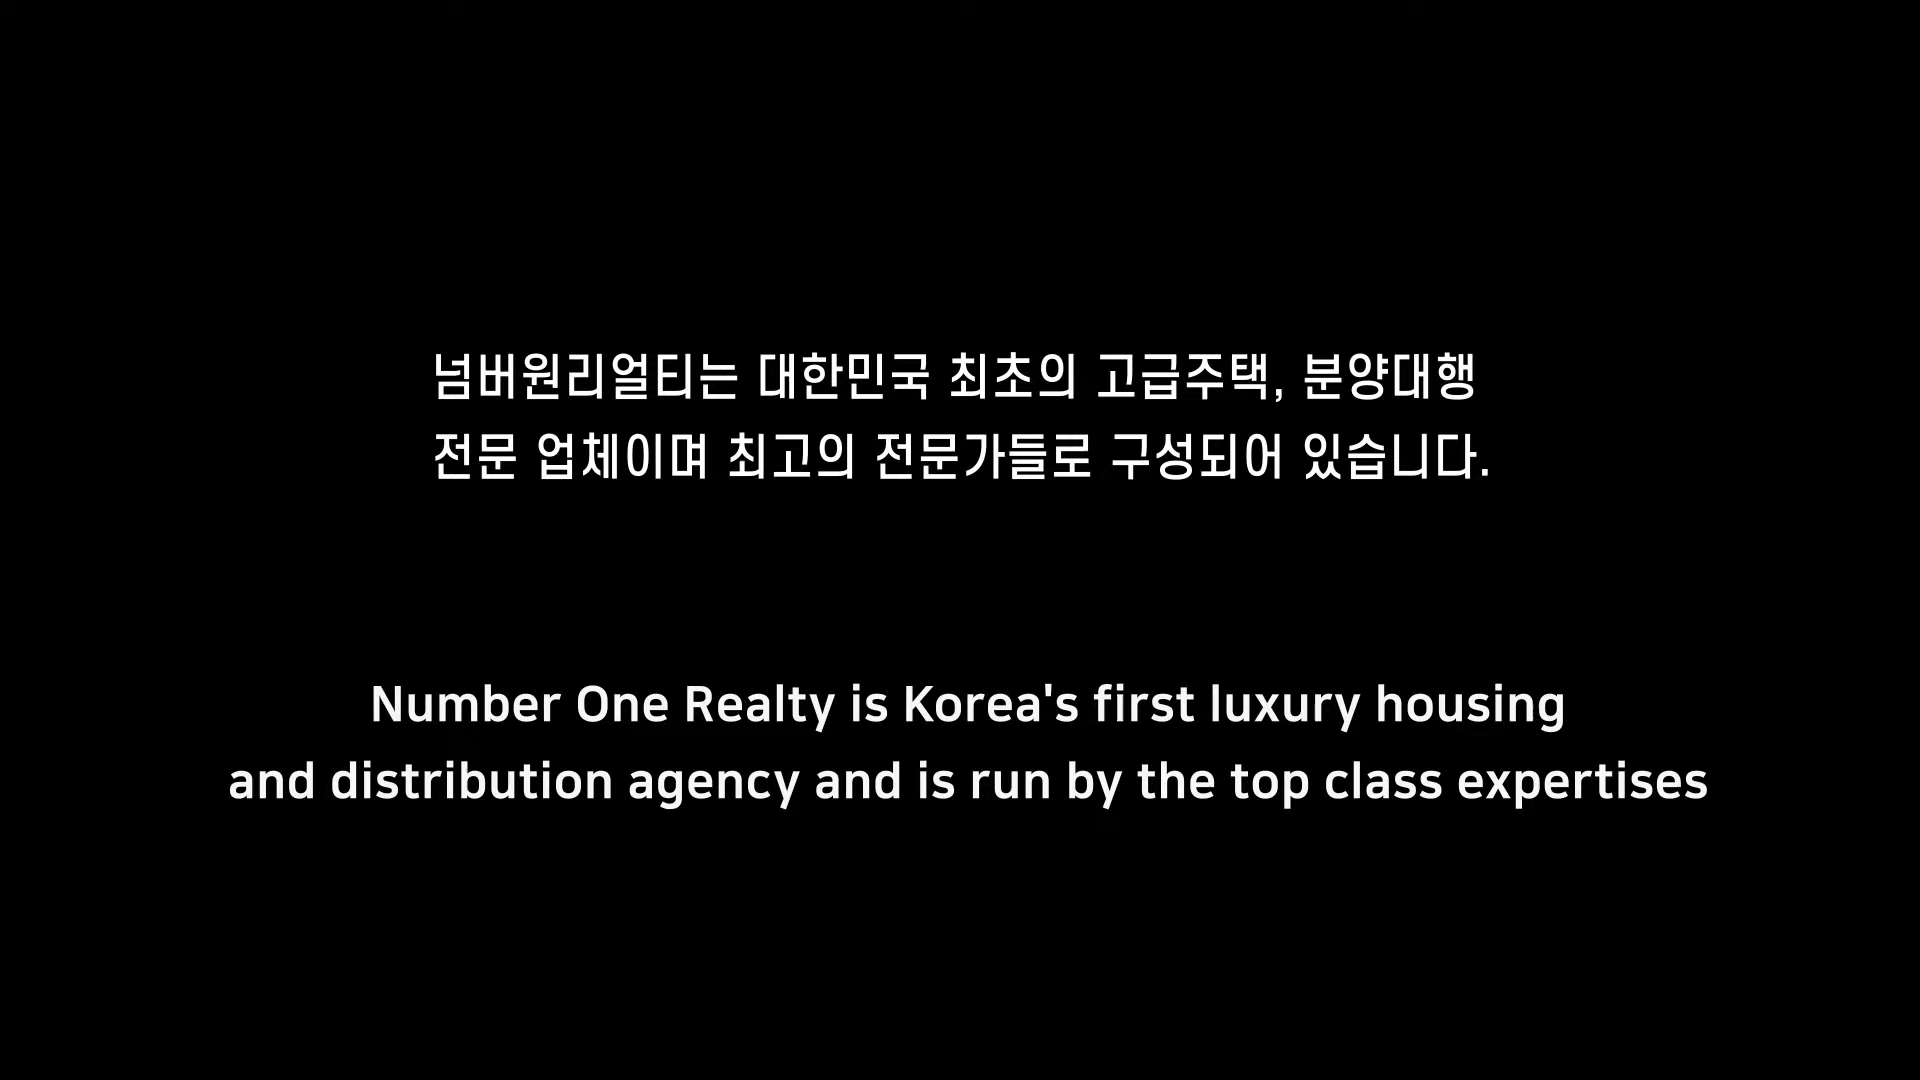 넘버원리얼티는 대한민국 최초의 고급주택, 분양대행
전문 업체이며 최고의 전문가들로 구성되어 있습니다.
Number One Realty is Korea's first luxury housing
and distribution agency and is run by the top class expertises